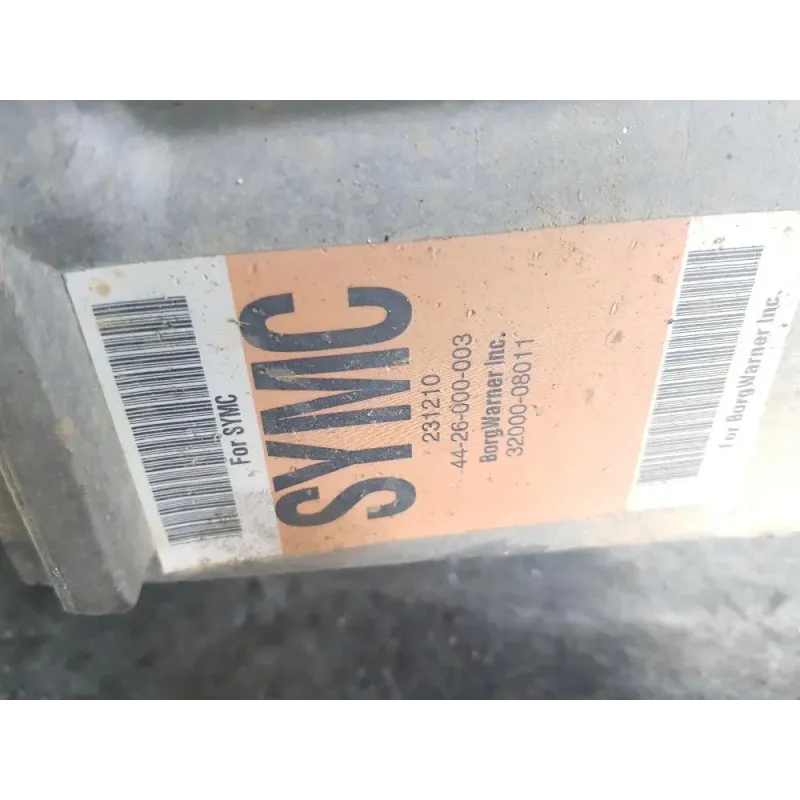 For SYMC
SYMC
231210
44-26-000-003
BorgWarner Inc.
32000-08011
For BorgWarner Inc.